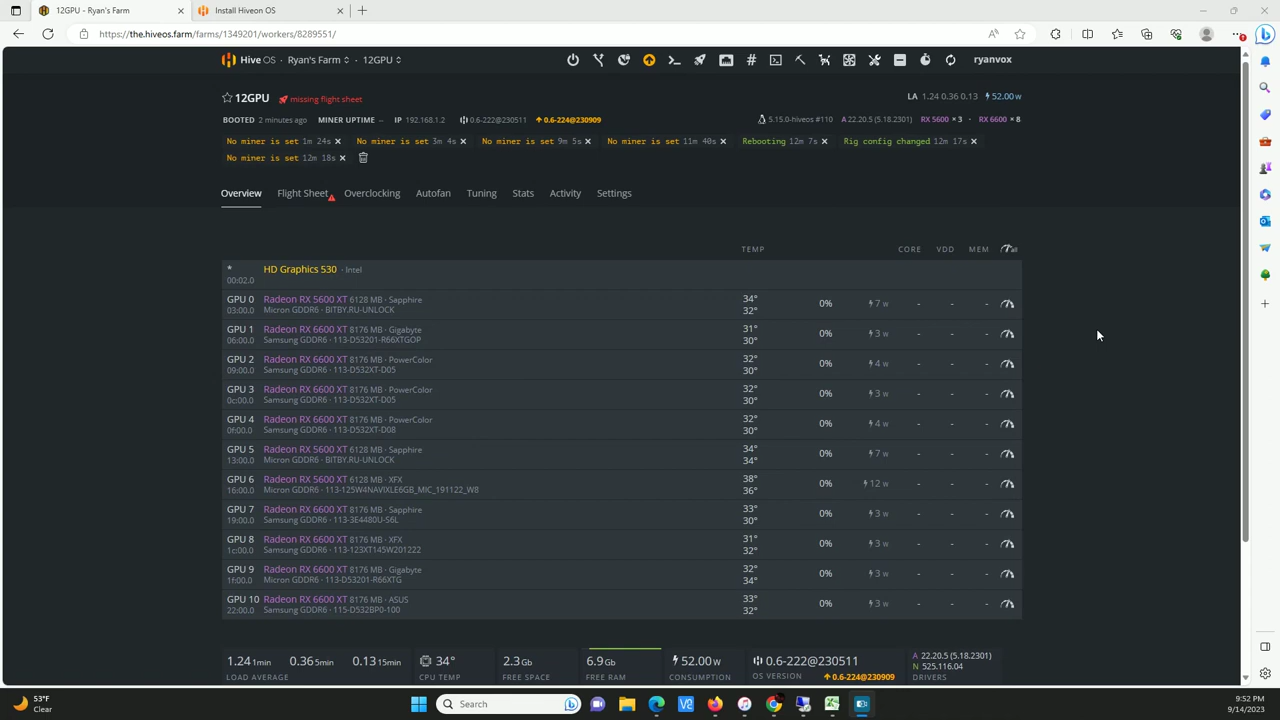 12GPU - Ryan's Farm
Install Hiveon OS
https://the.hiveos.farm/farms/1349201/workers/8289551/
Hive OS · Ryan's Farm · 12GPU
ryanvox
12GPU missing flight sheet
LA 1.24 0.36 0.13 52.00 w
BOOTED 2 minutes ago MINER UPTIME – IP 192.168.1.2 0.6-222@230511 0.6-224@230909
5.15.0-hiveos #110 A 22.20.5 (5.18.2301) RX 5600 × 3 · RX 6600 × 8
No miner is set 1m 24s No miner is set 3m 4s No miner is set 9m 5s No miner is set 11m 40s Rebooting 12m 7s Rig config changed 12m 17s
No miner is set 12m 18s
Overview Flight Sheet Overclocking Autofan Tuning Stats Activity Settings
TEMP CORE VDD MEM
* HD Graphics 530 · Intel
00:02.0
GPU 0 Radeon RX 5600 XT 6128 MB · Sapphire 34° 0% 7 w - - -
03:00.0 Micron GDDR6 · BITBY.RU-UNLOCK 32°
GPU 1 Radeon RX 6600 XT 8176 MB · Gigabyte 31° 0% 3 w - - -
06:00.0 Samsung GDDR6 · 113-D53201-R66XTGOP 30°
GPU 2 Radeon RX 6600 XT 8176 MB · PowerColor 32° 0% 4 w - - -
09:00.0 Samsung GDDR6 · 113-D532XT-D05 30°
GPU 3 Radeon RX 6600 XT 8176 MB · PowerColor 32° 0% 3 w - - -
0c:00.0 Samsung GDDR6 · 113-D532XT-D05 30°
GPU 4 Radeon RX 6600 XT 8176 MB · PowerColor 32° 0% 4 w - - -
0f:00.0 Samsung GDDR6 · 113-D532XT-D08 30°
GPU 5 Radeon RX 5600 XT 6128 MB · Sapphire 34° 0% 7 w - - -
13:00.0 Micron GDDR6 · BITBY.RU-UNLOCK 34°
GPU 6 Radeon RX 5600 XT 6128 MB · XFX 38° 0% 12 w - - -
16:00.0 Micron GDDR6 · 113-125W4NAVIXLE6GB_MIC_191122_W8 36°
GPU 7 Radeon RX 6600 XT 8176 MB · Sapphire 33° 0% 3 w - - -
19:00.0 Samsung GDDR6 · 113-3E4480U-S6L 30°
GPU 8 Radeon RX 6600 XT 8176 MB · XFX 31° 0% 3 w - - -
1c:00.0 Samsung GDDR6 · 113-123XT145W201222 32°
GPU 9 Radeon RX 6600 XT 8176 MB · Gigabyte 32° 0% 3 w - - -
1f:00.0 Micron GDDR6 · 113-D53201-R66XTG 34°
GPU 10 Radeon RX 6600 XT 8176 MB · ASUS 33° 0% 3 w - - -
22:00.0 Samsung GDDR6 · 115-D532BP0-100 32°
1.24 1min 0.36 5min 0.13 15min 34° 2.3 Gb 6.9 Gb 52.00 W 0.6-222@230511 A 22.20.5 (5.18.2301)
N 525.116.04
LOAD AVERAGE CPU TEMP FREE SPACE FREE RAM CONSUMPTION OS VERSION 0.6-224@230909 DRIVERS
53°F
Clear
Search
9:52 PM
9/14/2023